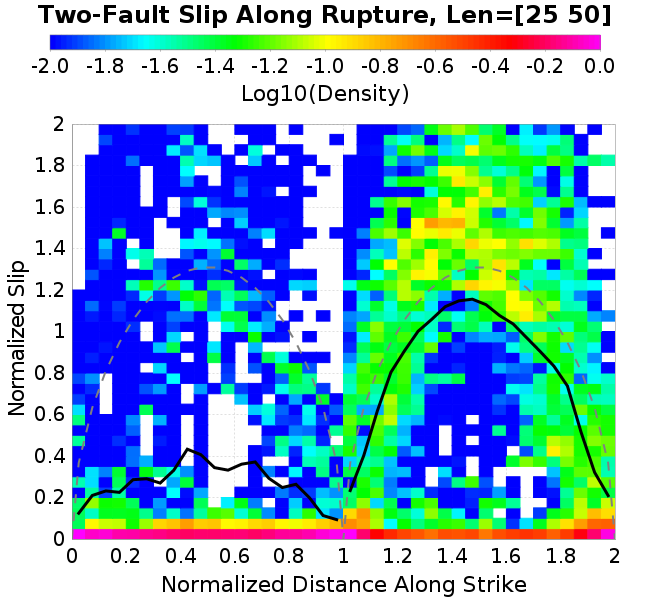 Two-Fault Slip Along Rupture, Len=[25 50]
-2.0 -1.8 -1.6 -1.4 -1.2 -1.0 -0.8 -0.6 -0.4 -0.2 0.0
Log10(Density)
Normalized Slip
2
1.8
1.6
1.4
1.2
1
0.8
0.6
0.4
0.2
0
0 0.2 0.4 0.6 0.8 1 1.2 1.4 1.6 1.8 2
Normalized Distance Along Strike